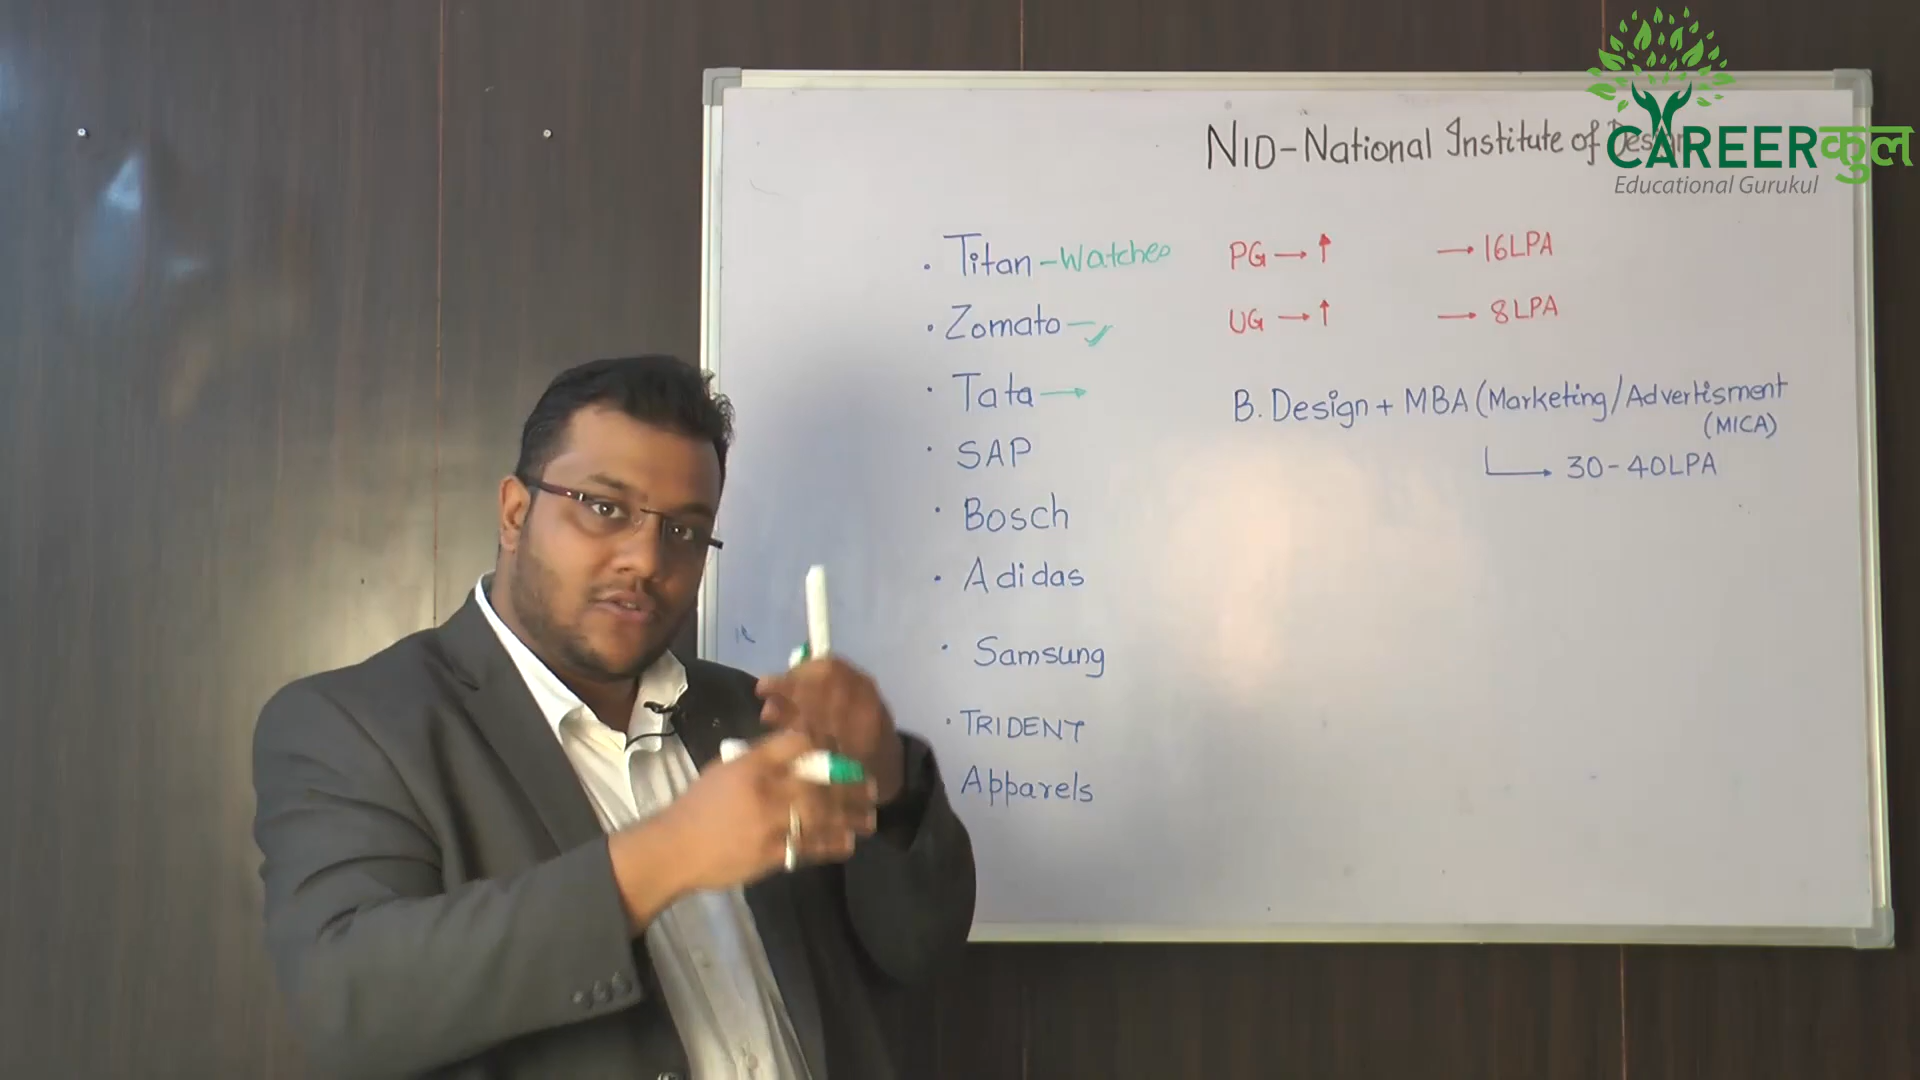 NID-National Institute of Design
CAREERकुल
Educational Gurukul
. Titan-Watches
. Zomato-
. Tata
. SAP
. Bosch
. Adidas
. Samsung
. TRIDENT
Apparels
PG → ↑ → 16LPA
UG → ↑ → 8LPA
B. Design + MBA (Marketing/Advertisment
(MICA)
30-40LPA